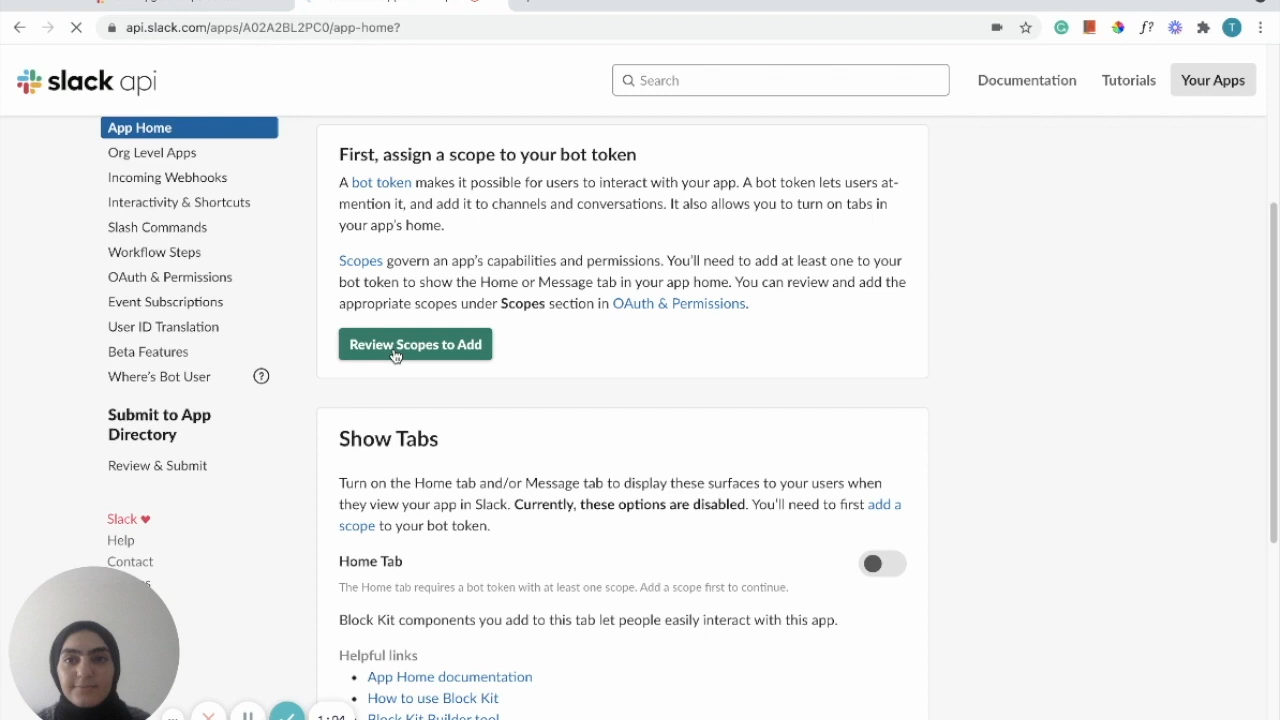 api.slack.com/apps/A02A2BL2PC0/app-home?
f?
T
slack api
Search
Documentation
Tutorials
Your Apps
App Home
Org Level Apps
Incoming Webhooks
Interactivity & Shortcuts
Slash Commands
Workflow Steps
OAuth & Permissions
Event Subscriptions
User ID Translation
Beta Features
Where's Bot User
?
Submit to App
Directory
Review & Submit
Slack ♥
Help
Contact
First, assign a scope to your bot token
A bot token makes it possible for users to interact with your app. A bot token lets users at-
mention it, and add it to channels and conversations. It also allows you to turn on tabs in
your app's home.
Scopes govern an app's capabilities and permissions. You'll need to add at least one to your
bot token to show the Home or Message tab in your app home. You can review and add the
appropriate scopes under Scopes section in OAuth & Permissions.
Review Scopes to Add
Show Tabs
Turn on the Home tab and/or Message tab to display these surfaces to your users when
they view your app in Slack. Currently, these options are disabled. You'll need to first add a
scope to your bot token.
Home Tab
The Home tab requires a bot token with at least one scope. Add a scope first to continue.
Block Kit components you add to this tab let people easily interact with this app.
Helpful links
• App Home documentation
• How to use Block Kit
• Block Kit Builder tool
1:04